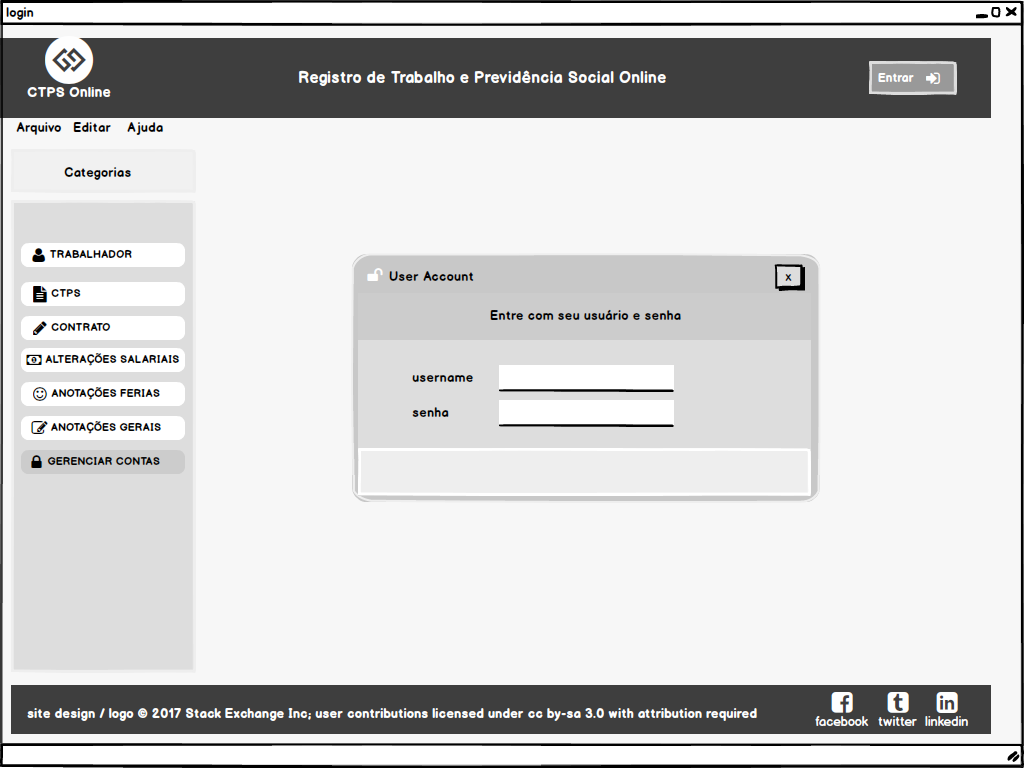 login
CTPS Online
Registro de Trabalho e Previdência Social Online
Entrar
Arquivo Editar Ajuda
Categorias
TRABALHADOR
CTPS
CONTRATO
ALTERAÇÕES SALARIAIS
ANOTAÇÕES FERIAS
ANOTAÇÕES GERAIS
GERENCIAR CONTAS
User Account
x
Entre com seu usuário e senha
username
senha
site design / logo © 2017 Stack Exchange Inc; user contributions licensed under cc by-sa 3.0 with attribution required
facebook twitter linkedin